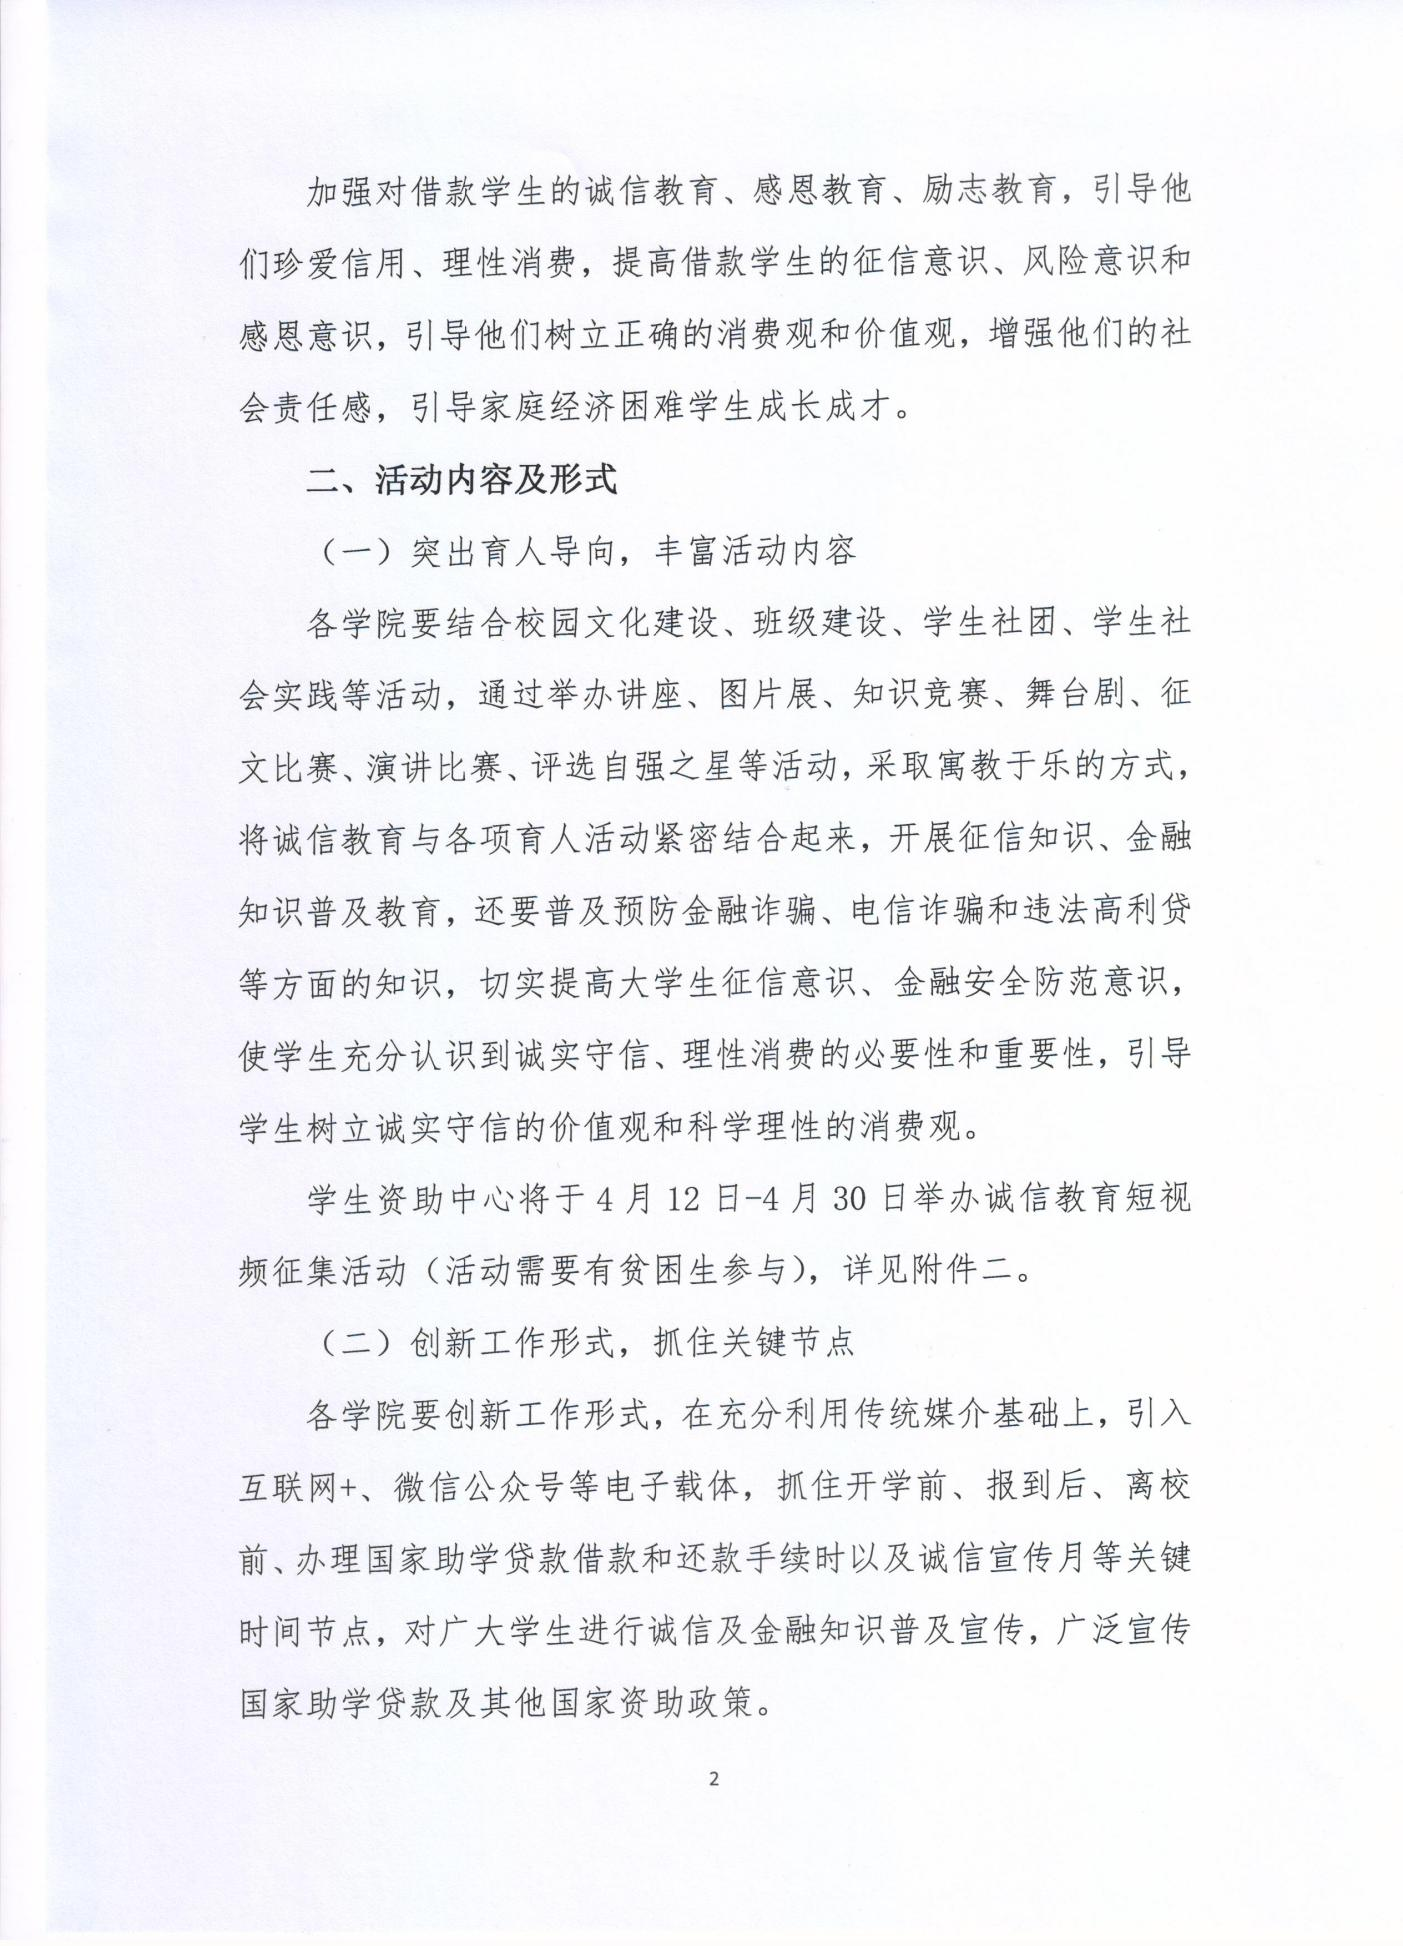 加强对借款学生的诚信教育、感恩教育、励志教育，引导他
们珍爱信用、理性消费，提高借款学生的征信意识、风险意识和
感恩意识，引导他们树立正确的消费观和价值观，增强他们的社
会责任感，引导家庭经济困难学生成长成才。
二、活动内容及形式
（一）突出育人导向，丰富活动内容
各学院要结合校园文化建设、班级建设、学生社团、学生社
会实践等活动，通过举办讲座、图片展、知识竞赛、舞台剧、征
文比赛、演讲比赛、评选自强之星等活动，采取寓教于乐的方式，
将诚信教育与各项育人活动紧密结合起来，开展征信知识、金融
知识普及教育，还要普及预防金融诈骗、电信诈骗和违法高利贷
等方面的知识，切实提高大学生征信意识、金融安全防范意识，
使学生充分认识到诚实守信、理性消费的必要性和重要性，引导
学生树立诚实守信的价值观和科学理性的消费观。
学生资助中心将于4月12日-4月30日举办诚信教育短视
频征集活动（活动需要有贫困生参与），详见附件二。
（二）创新工作形式，抓住关键节点
各学院要创新工作形式，在充分利用传统媒介基础上，引入
互联网+、微信公众号等电子载体，抓住开学前、报到后、离校
前、办理国家助学贷款借款和还款手续时以及诚信宣传月等关键
时间节点，对广大学生进行诚信及金融知识普及宣传，广泛宣传
国家助学贷款及其他国家资助政策。
2